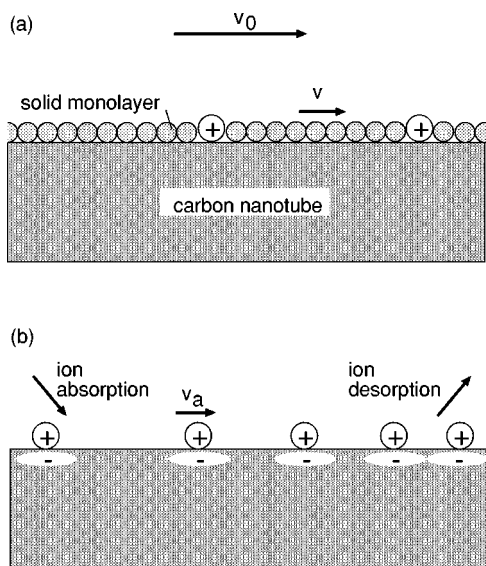 (a)
v0
solid monolayer
v
+ +
carbon nanotube
(b)
ion
absorption
va
ion
desorption
+ + + + +
- - - - -